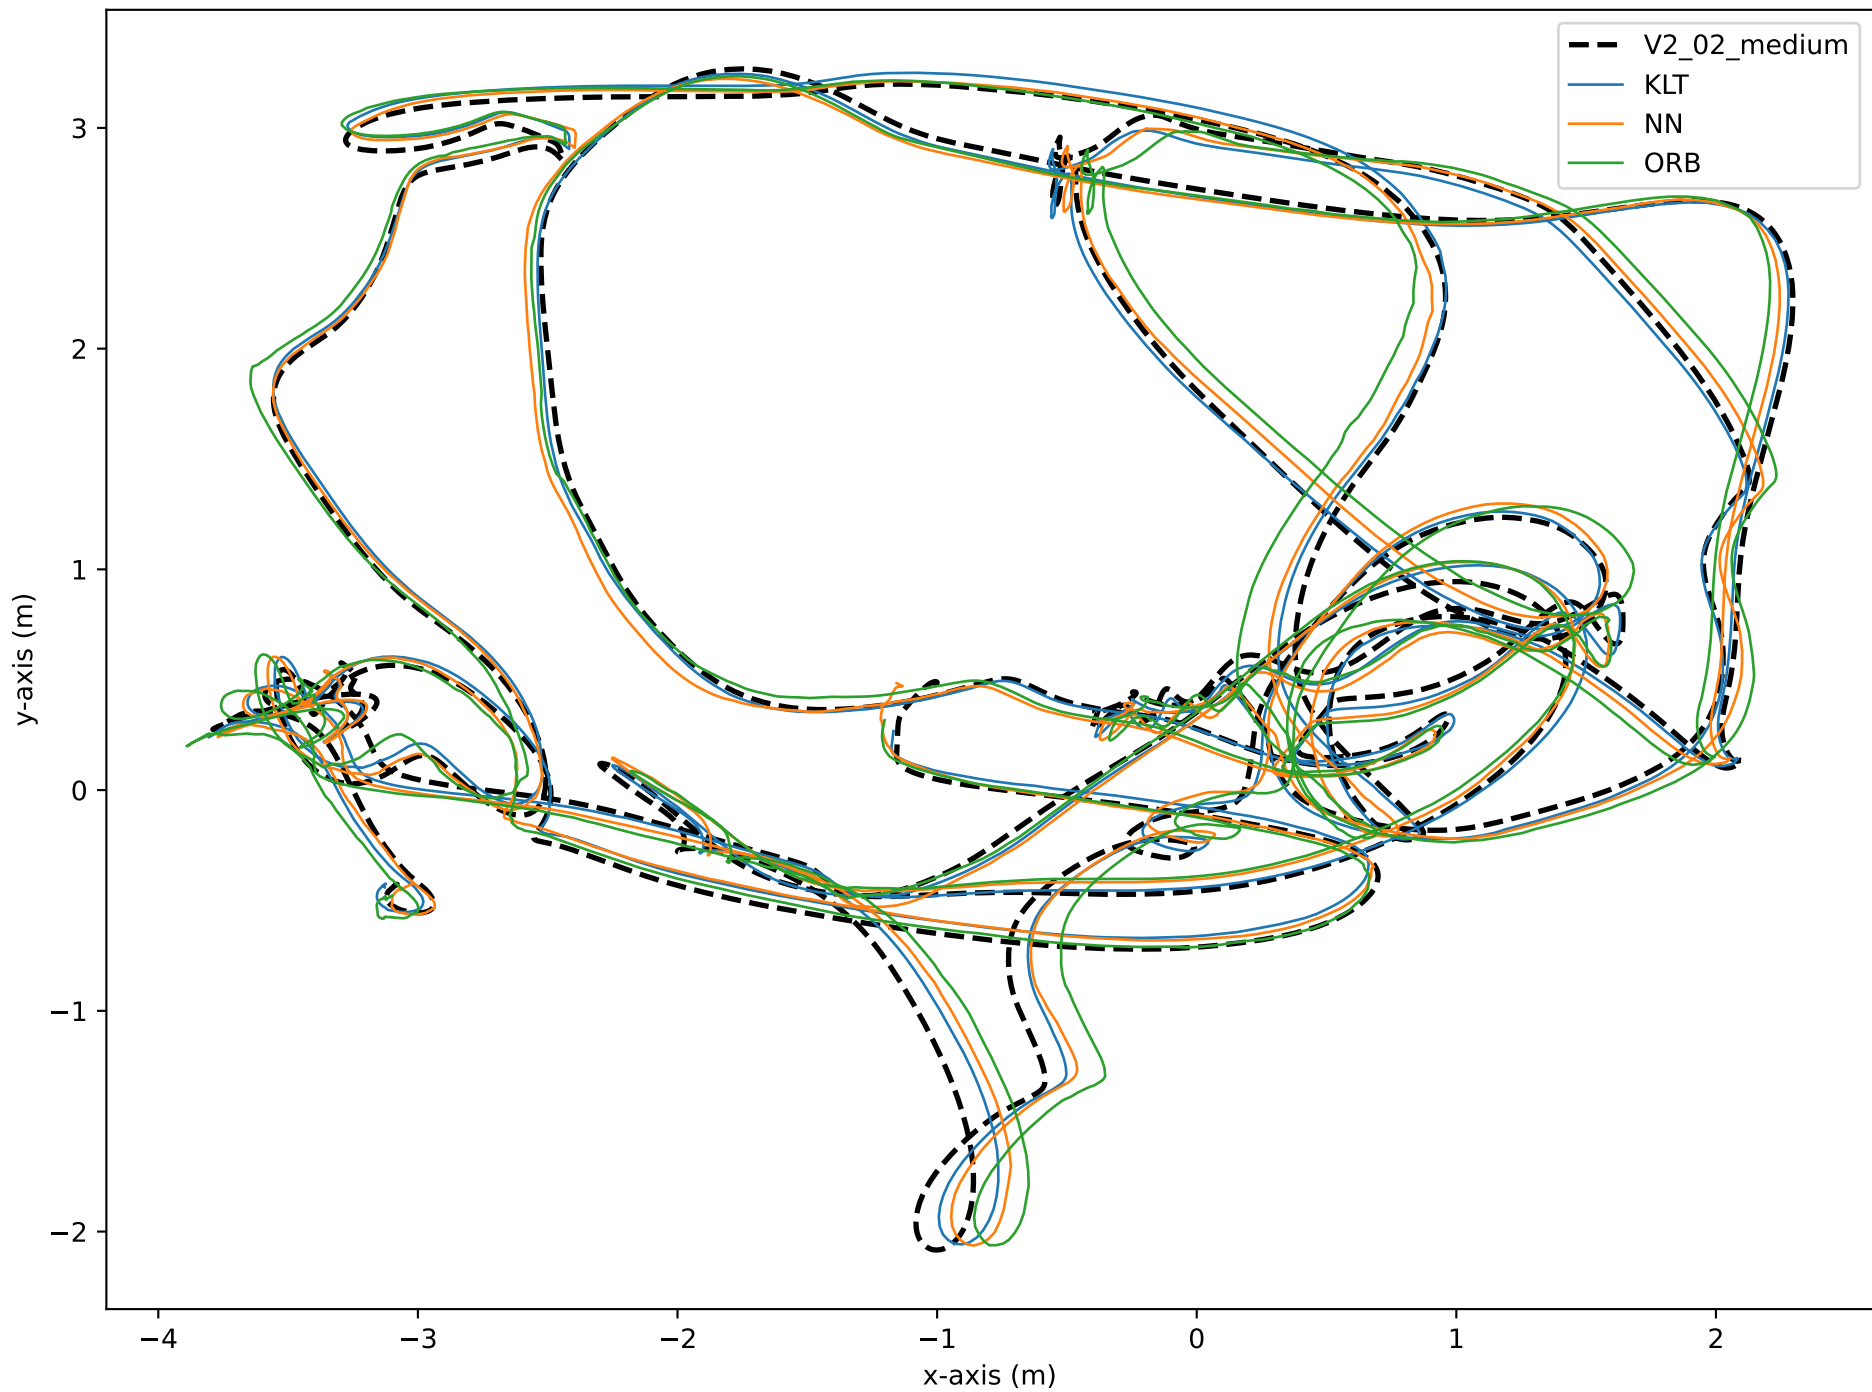 V2_02_medium
KLT
NN
ORB
3
2
1
0
−1
−2
y-axis (m)
−4 −3 −2 −1 0 1 2
x-axis (m)